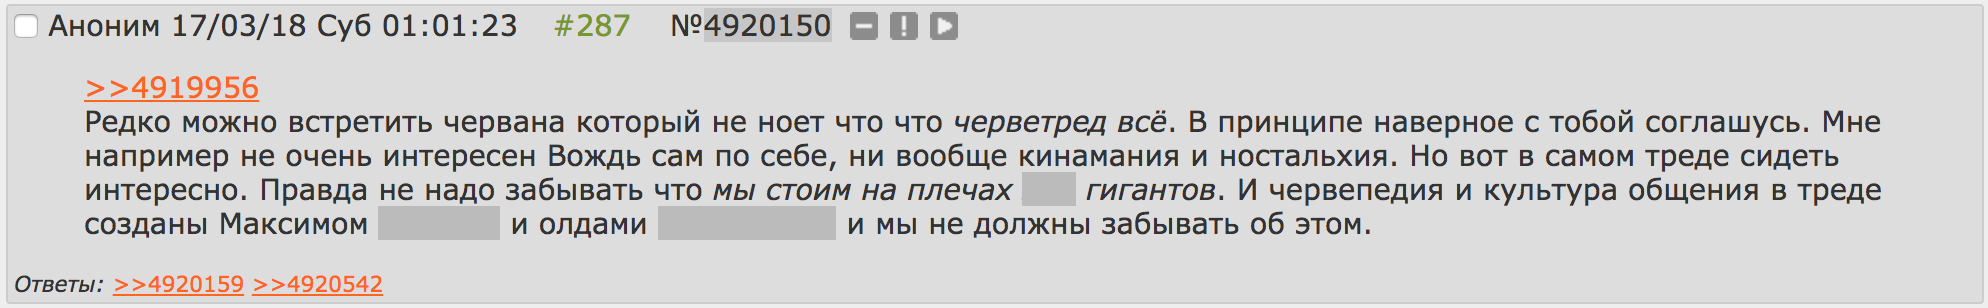 Аноним 17/03/18 Суб 01:01:23 #287 №4920150
>>4919956
Редко можно встретить червана который не ноет что что черветред всё. В принципе наверное с тобой соглашусь. Мне
например не очень интересен Вождь сам по себе, ни вообще кинамания и ностальхия. Но вот в самом треде сидеть
интересно. Правда не надо забывать что мы стоим на плечах гигантов. И червепедия и культура общения в треде
созданы Максимом и олдами и мы не должны забывать об этом.
Ответы: >>4920159 >>4920542